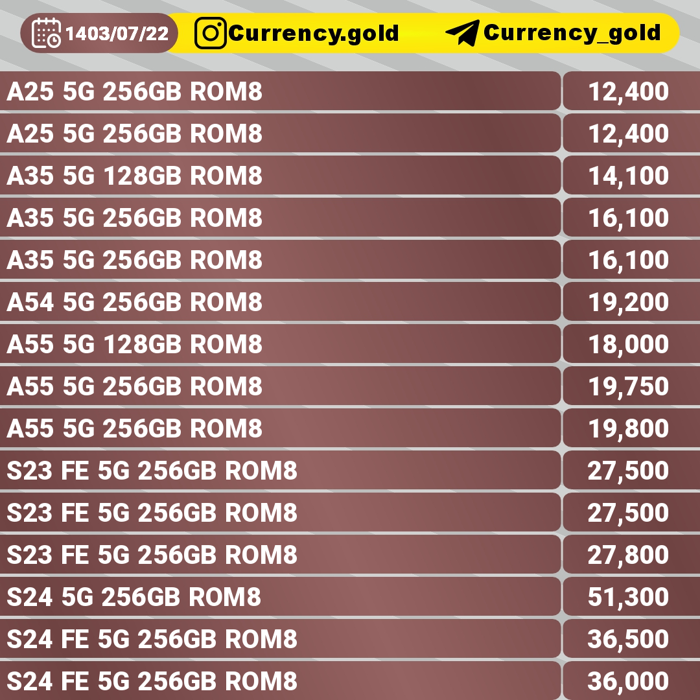 1403/07/22 Currency.gold Currency_gold
A25 5G 256GB ROM8 12,400
A25 5G 256GB ROM8 12,400
A35 5G 128GB ROM8 14,100
A35 5G 256GB ROM8 16,100
A35 5G 256GB ROM8 16,100
A54 5G 256GB ROM8 19,200
A55 5G 128GB ROM8 18,000
A55 5G 256GB ROM8 19,750
A55 5G 256GB ROM8 19,800
S23 FE 5G 256GB ROM8 27,500
S23 FE 5G 256GB ROM8 27,500
S23 FE 5G 256GB ROM8 27,800
S24 5G 256GB ROM8 51,300
S24 FE 5G 256GB ROM8 36,500
S24 FE 5G 256GB ROM8 36,000